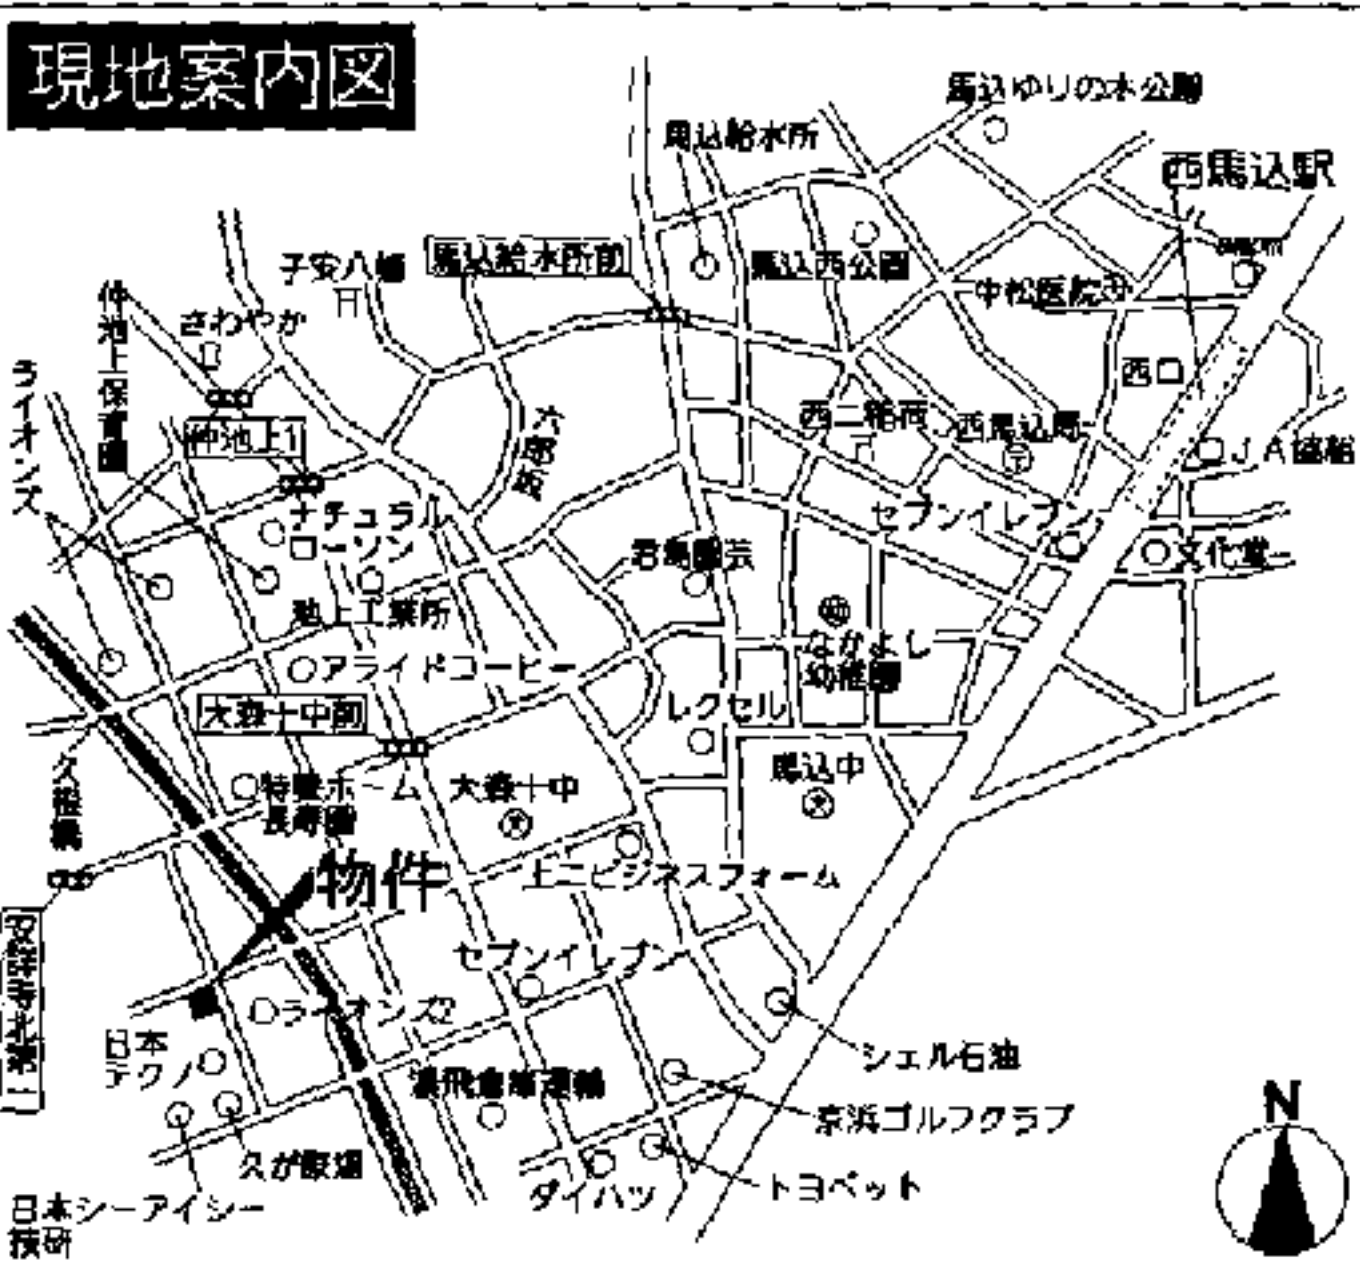 現地案内図
馬込ゆりの木公園
馬込給水所
西馬込駅
子安八幡
馬込給水所前
馬込西公園
中松医院
仲池上保育園
さわやか
ライオンズ
西口
仲池上1
六郎坂
西二稲荷
西馬込局
JA協組
ナチュラル
ローソン
セブンイレブン
君島園芸
文化堂
池上工業所
なかよし
幼稚園
アライドコーヒー
大森十中前
レクセル
馬込中
特養ホーム
長寿園
大森十中
物件
上二ビジネスフォーム
セブンイレブン
ライオンズ2
日本
テクノ
シェル石油
京浜ゴルフクラブ
N
ダイハツ
トヨペット
日本シーアイシー
技研